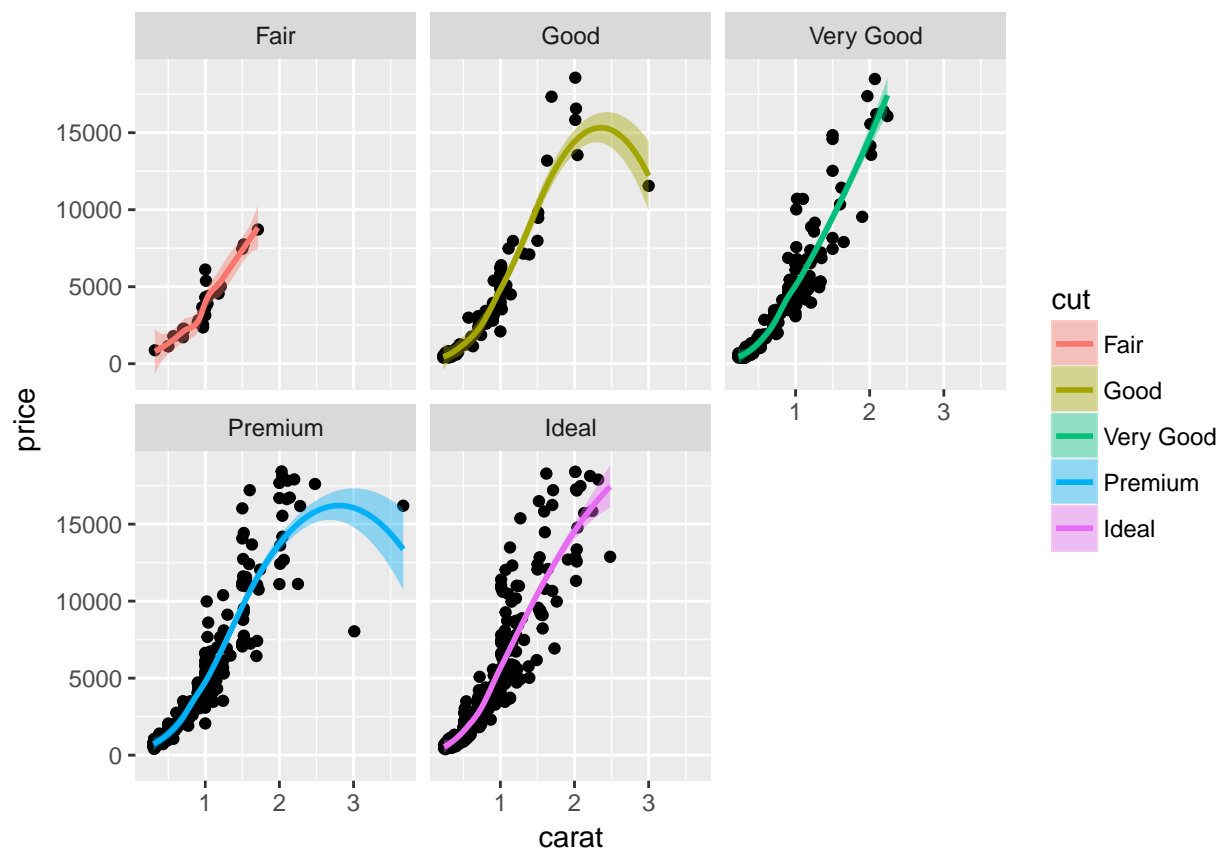 Fair
Good
Very Good
15000
10000
5000
0
1 2 3
Premium
Ideal
15000
10000
5000
0
1 2 3
1 2 3
price
carat
cut
Fair
Good
Very Good
Premium
Ideal